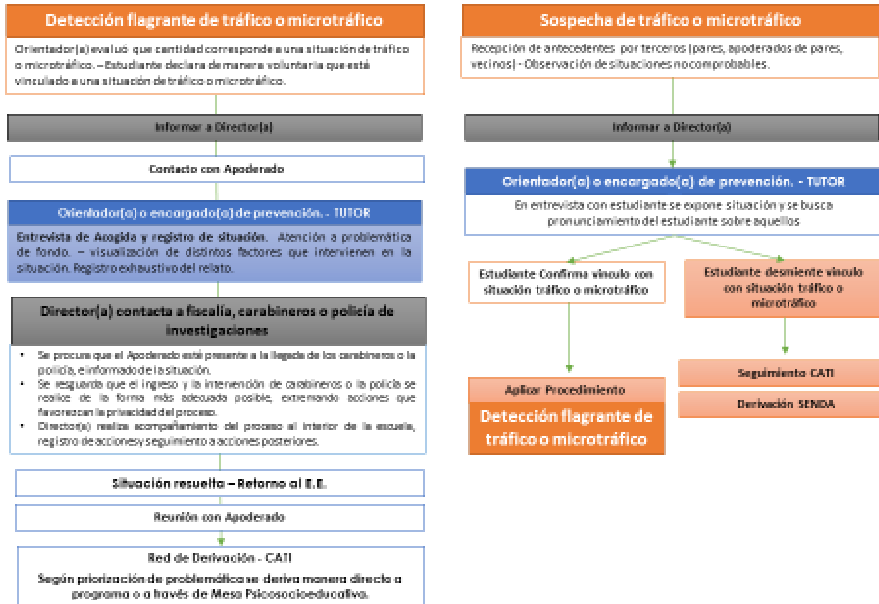 Detección flagrante de tráfico o microtráfico
Orientador(a) evaluó que cantidad corresponde a una situación de tráfico
o microtráfico. – Estudiante declara de manera voluntaria que está
vinculado a una situación de tráfico o microtráfico.
Informar a Director(a)
Contacto con Apoderado
Orientador(a) o encargado(a) de prevención. - TUTOR
Entrevista de Acogida y registro de situación. Atención a problemática
de fondo. – visualización de distintos factores que intervienen en la
situación. Registro exhaustivo del relato.
Director(a) contacta a fiscalía, carabineros o policía de
investigaciones
• Se procura que el Apoderado esté presente a la llegada de los carabineros o la
policía, e informado de la situación.
• Se resguarda que el ingreso y la intervención de carabineros o la policía se
realice de la forma más adecuada posible, extremando acciones que
favorezcan la privacidad del proceso.
• Director(a) realiza acompañamiento del proceso al interior de la escuela,
registro de acciones y seguimiento a acciones posteriores.
Situación resuelta – Retorno al E.E.
Reunión con Apoderado
Red de Derivación - CATI
Según priorización de problemática se deriva manera directa a
programa o a través de Mesa Psicosocioeducativa.
Sospecha de tráfico o microtráfico
Recepción de antecedentes por terceros (pares, apoderados de pares,
vecinos) - Observación de situaciones no comprobables.
Informar a Director(a)
Orientador(a) o encargado(a) de prevención. - TUTOR
En entrevista con estudiante se expone situación y se busca
pronunciamiento del estudiante sobre aquellos
Estudiante Confirma vinculo con
situación tráfico o microtráfico
Estudiante desmiente vinculo
con situación tráfico o
microtráfico
Aplicar Procedimiento
Detección flagrante de
tráfico o microtráfico
Seguimiento CATI
Derivación SENDA